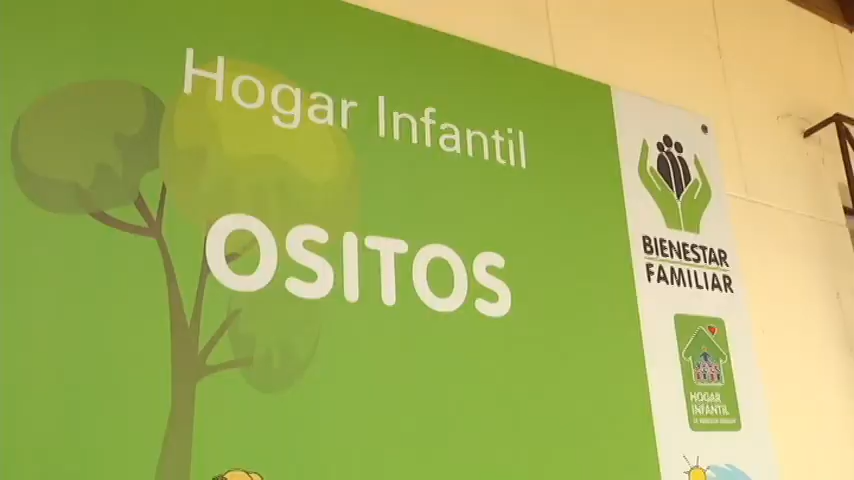 Hogar Infantil
OSITOS
BIENESTAR
FAMILIAR
HOGAR
INFANTIL